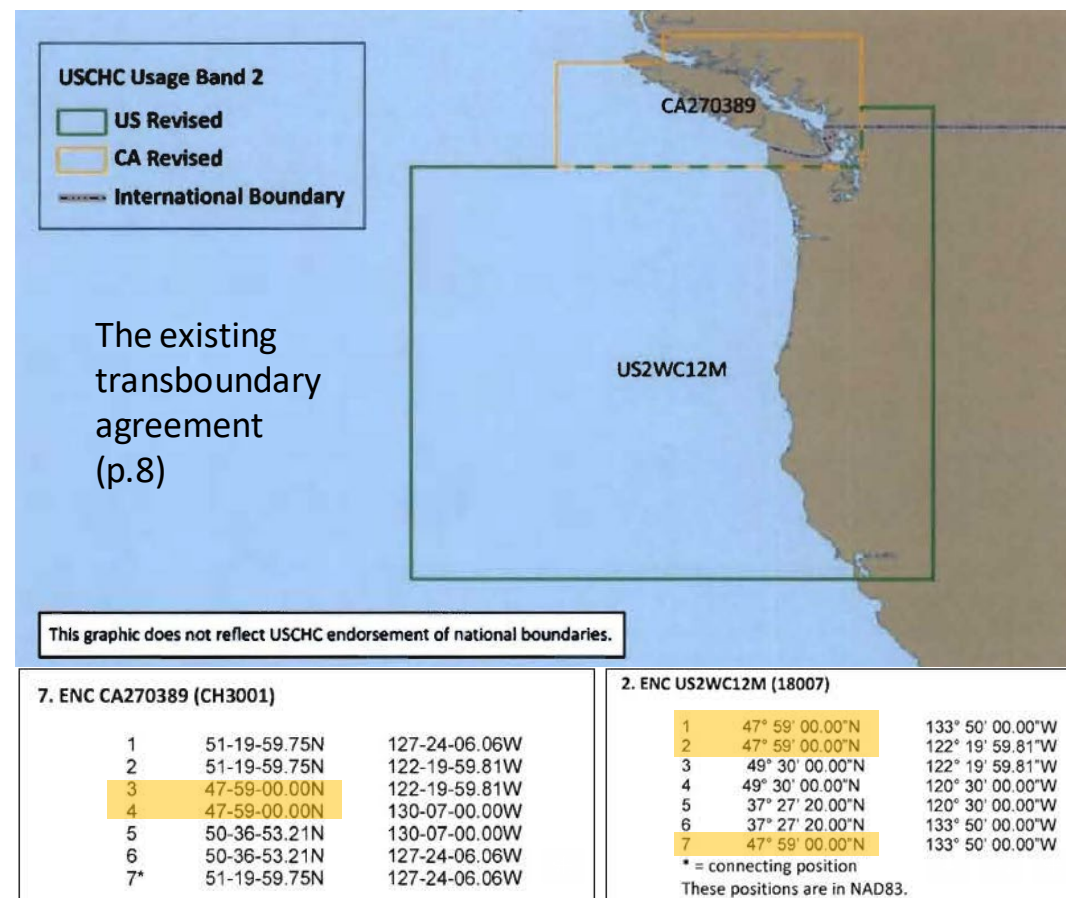 USCHC Usage Band 2
US Revised
CA Revised
International Boundary
CA270389
US2WC12M
The existing
transboundary
agreement
(p.8)
This graphic does not reflect USCHC endorsement of national boundaries.
7. ENC CA270389 (CH3001)
1 51-19-59.75N 127-24-06.06W
2 51-19-59.75N 122-19-59.81W
3 47-59-00.00N 122-19-59.81W
4 47-59-00.00N 130-07-00.00W
5 50-36-53.21N 130-07-00.00W
6 50-36-53.21N 127-24-06.06W
7* 51-19-59.75N 127-24-06.06W
2. ENC US2WC12M (18007)
1 47° 59' 00.00"N 133° 50' 00.00"W
2 47° 59' 00.00"N 122° 19' 59.81"W
3 49° 30' 00.00"N 122° 19' 59.81"W
4 49° 30' 00.00"N 120° 30' 00.00"W
5 37° 27' 20.00"N 120° 30' 00.00"W
6 37° 27' 20.00"N 133° 50' 00.00"W
7 47° 59' 00.00"N 133° 50' 00.00"W
* = connecting position
These positions are in NAD83.